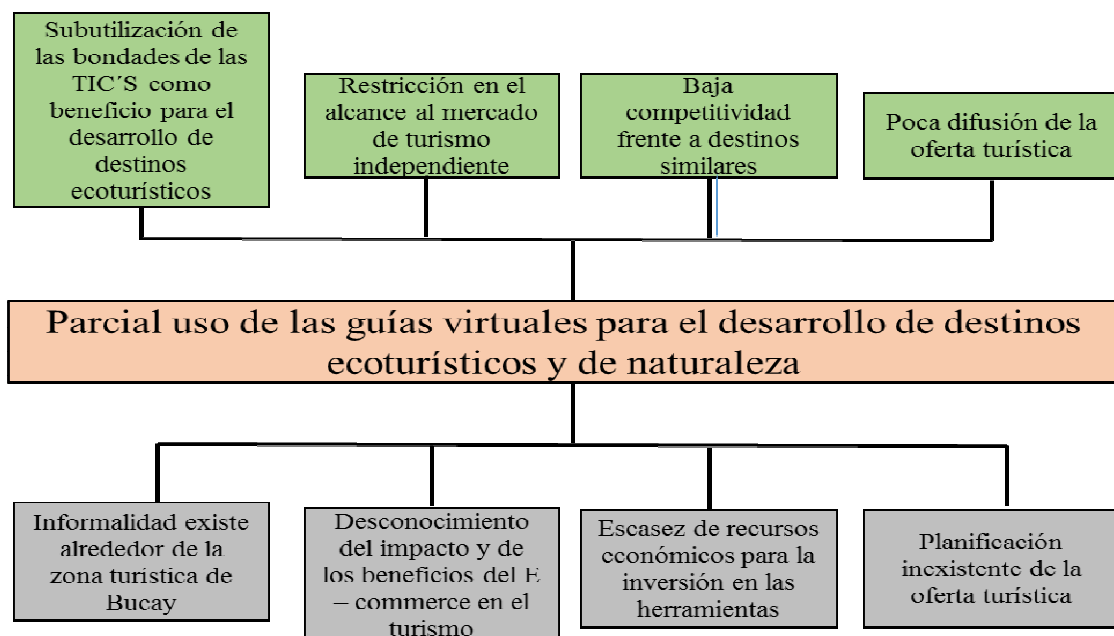 Subutilización de
las bondades de las
TIC´S como
beneficio para el
desarrollo de
destinos
ecoturísticos
Restricción en el
alcance al mercado
de turismo
independiente
Baja
competitividad
frente a destinos
similares
Poca difusión de la
oferta turística
Parcial uso de las guías virtuales para el desarrollo de destinos
ecoturísticos y de naturaleza
Informalidad existe
alrededor de la
zona turística de
Bucay
Desconocimiento
del impacto y de
los beneficios del E
– commerce en el
turismo
Escasez de recursos
económicos para la
inversión en las
herramientas
Planificación
inexistente de la
oferta turística